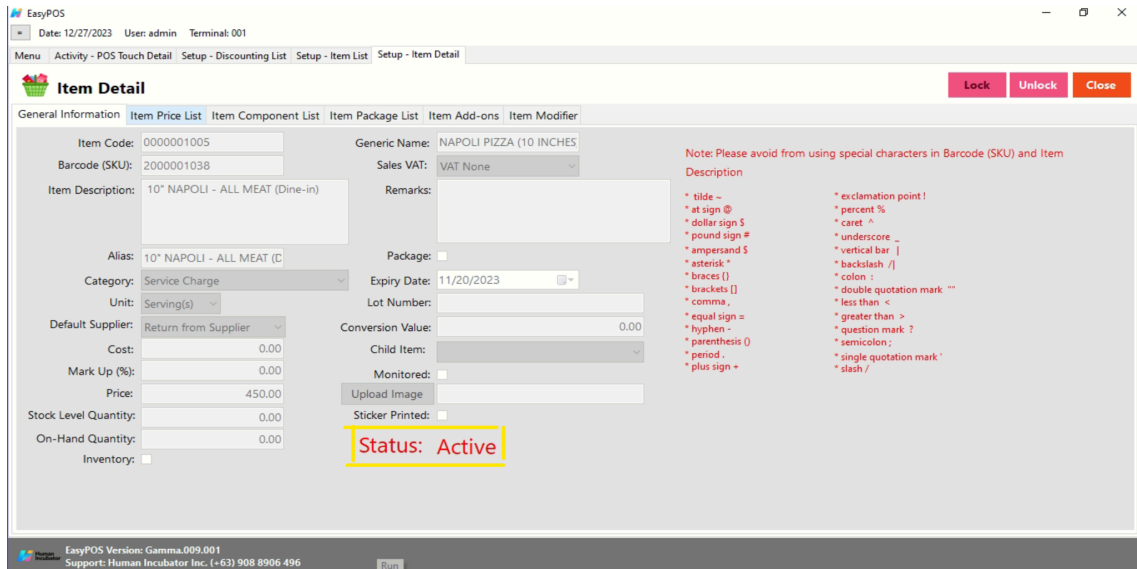 EasyPOS
= Date: 12/27/2023 User: admin Terminal: 001
Menu Activity - POS Touch Detail Setup - Discounting List Setup - Item List Setup - Item Detail
Item Detail
Lock Unlock Close
General Information Item Price List Item Component List Item Package List Item Add-ons Item Modifier
Item Code: 0000001005
Barcode (SKU): 2000001038
Item Description: 10" NAPOLI - ALL MEAT (Dine-in)
Alias: 10" NAPOLI - ALL MEAT (D
Category: Service Charge
Unit: Serving(s)
Default Supplier: Return from Supplier
Cost: 0.00
Mark Up (%): 0.00
Price: 450.00
Stock Level Quantity: 0.00
On-Hand Quantity: 0.00
Inventory:
Generic Name: NAPOLI PIZZA (10 INCHES
Sales VAT: VAT None
Remarks:
Package:
Expiry Date: 11/20/2023
Lot Number:
Conversion Value: 0.00
Child Item:
Monitored:
Upload Image
Sticker Printed:
Status: Active
Note: Please avoid from using special characters in Barcode (SKU) and Item
Description
* tilde ~
* at sign @
* dollar sign $
* pound sign #
* ampersand $
* asterisk *
* braces {}
* brackets []
* comma ,
* equal sign =
* hyphen -
* parenthesis ()
* period .
* plus sign +
* exclamation point !
* percent %
* caret ^
* underscore _
* vertical bar |
* backslash /|
* colon :
* double quotation mark ""
* less than <
* greater than >
* question mark ?
* semicolon ;
* single quotation mark '
* slash /
Human
Incubator
EasyPOS Version: Gamma.009.001
Support: Human Incubator Inc. (+63) 908 8906 496
Run